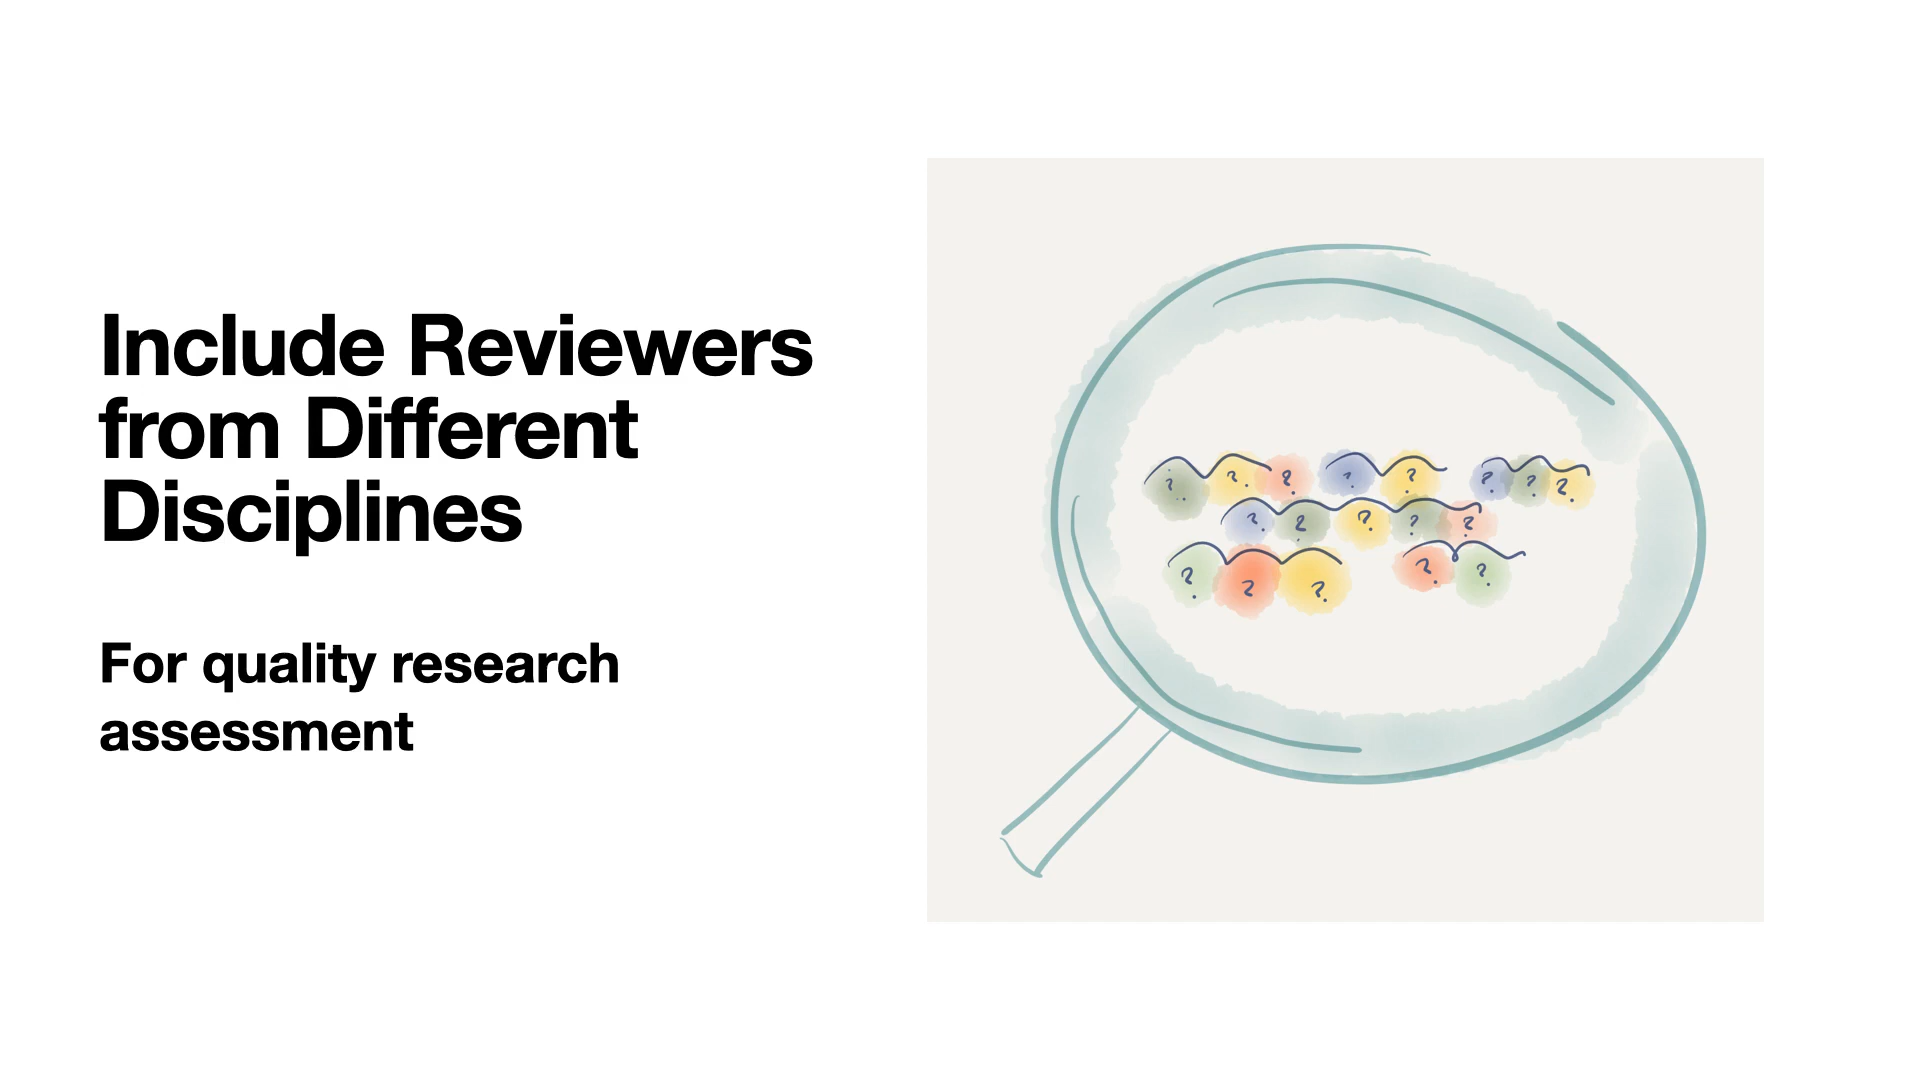 Include Reviewers
from Different
Disciplines
For quality research
assessment
? ? ? ? ? ? ? ?
? ? ? ? ?
? ? ? ? ?